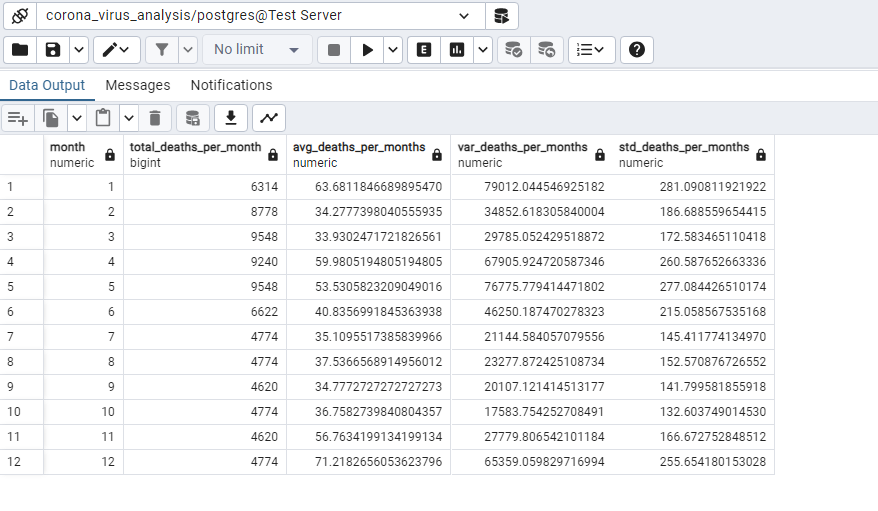 corona_virus_analysis/postgres@Test Server
No limit
E
Data Output Messages Notifications
month total_deaths_per_month avg_deaths_per_months var_deaths_per_months std_deaths_per_months
numeric bigint numeric numeric numeric
1 1 6314 63.6811846689895470 79012.044546925182 281.090811921922
2 2 8778 34.2777398040555935 34852.618305840004 186.688559654415
3 3 9548 33.9302471721826561 29785.052429518872 172.583465110418
4 4 9240 59.9805194805194805 67905.924720587346 260.587652663336
5 5 9548 53.5305823209049016 76775.779414471802 277.084426510174
6 6 6622 40.8356991845363938 46250.187470278323 215.058567535168
7 7 4774 35.1095517385839966 21144.584057079556 145.411774134970
8 8 4774 37.5366568914956012 23277.872425108734 152.570876726552
9 9 4620 34.7772727272727273 20107.121414513177 141.799581855918
10 10 4774 36.7582739840804357 17583.754252708491 132.603749014530
11 11 4620 56.7634199134199134 27779.806542101184 166.672752848512
12 12 4774 71.2182656053623796 65359.059829716994 255.654180153028